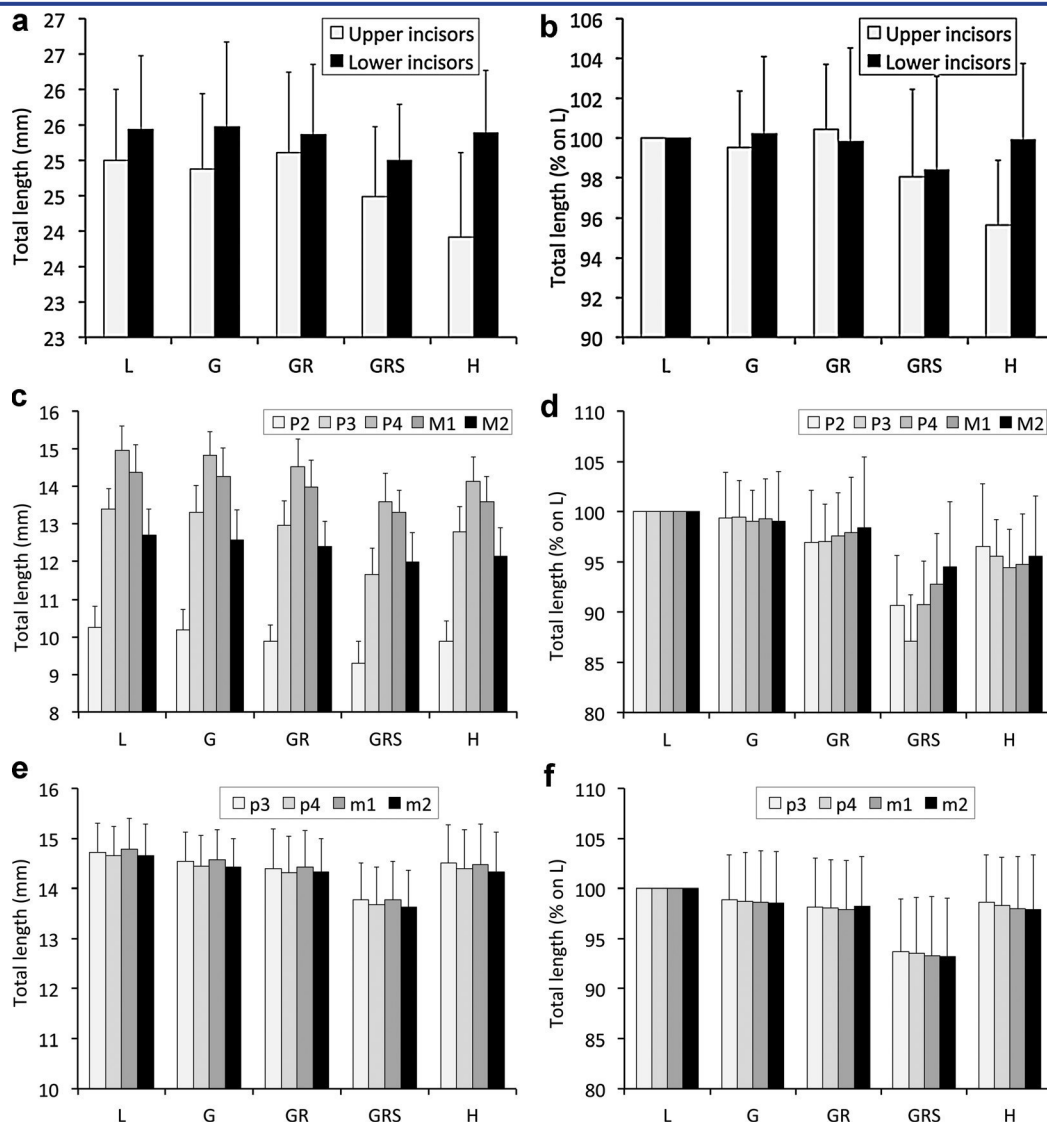 a
Upper incisors
Lower incisors
Total length (mm)
27
27
26
26
25
25
24
24
23
23
L G GR GRS H
b
Upper incisors
Lower incisors
Total length (% on L)
106
104
102
100
98
96
94
92
90
L G GR GRS H
c
P2 P3 P4 M1 M2
Total length (mm)
16
15
14
13
12
11
10
9
8
L G GR GRS H
d
P2 P3 P4 M1 M2
Total length (% on L)
110
105
100
95
90
85
80
L G GR GRS H
e
p3 p4 m1 m2
Total length (mm)
16
15
14
13
12
11
10
L G GR GRS H
f
p3 p4 m1 m2
Total length (% on L)
110
105
100
95
90
85
80
L G GR GRS H